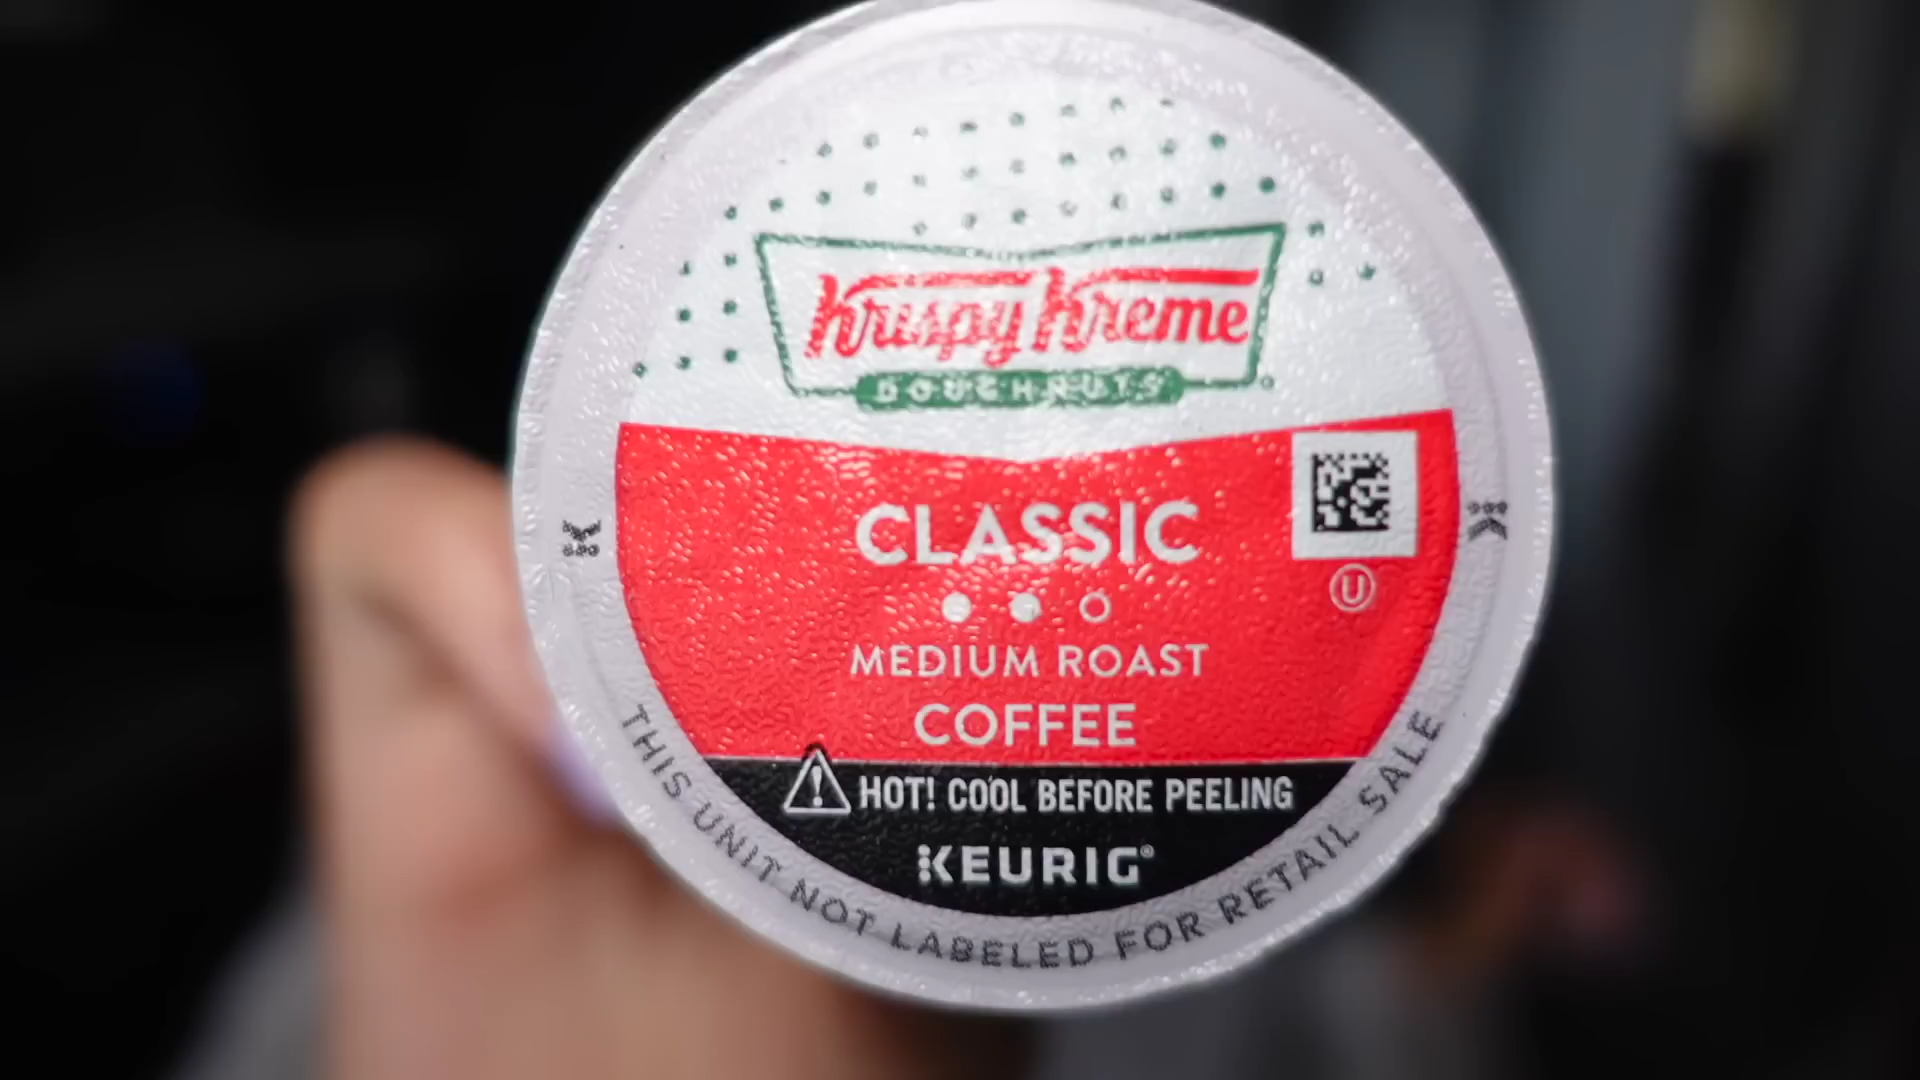 Krispy Kreme
DOUGHNUTS
CLASSIC
U
MEDIUM ROAST
COFFEE
HOT! COOL BEFORE PEELING
KEURIG®
THIS UNIT NOT LABELED FOR RETAIL SALE
K
K